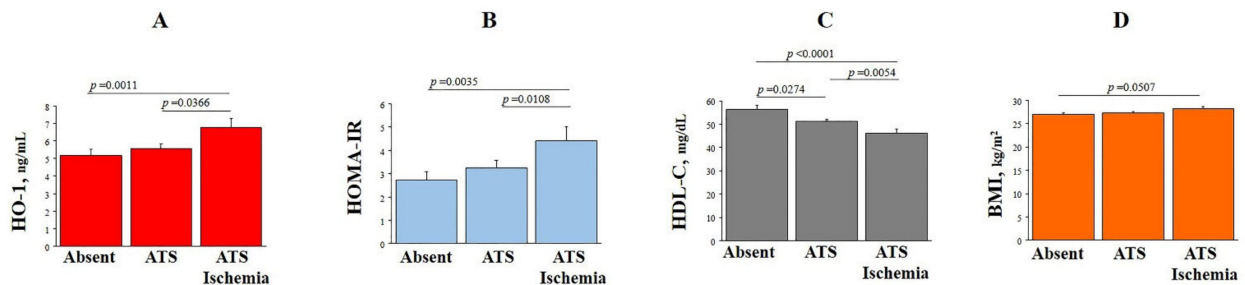 A
p =0.0011
p =0.0366
HO-1, ng/mL
8
7
6
5
4
3
2
1
0
Absent
ATS
ATS
Ischemia
B
p =0.0035
p =0.0108
HOMA-IR
6
5
4
3
2
1
0
Absent
ATS
ATS
Ischemia
C
p <0.0001
p =0.0054
p =0.0274
HDL-C, mg/dL
60
50
40
30
20
10
0
Absent
ATS
ATS
Ischemia
D
p =0.0507
BMI, kg/m²
30
25
20
15
10
5
0
Absent
ATS
ATS
Ischemia